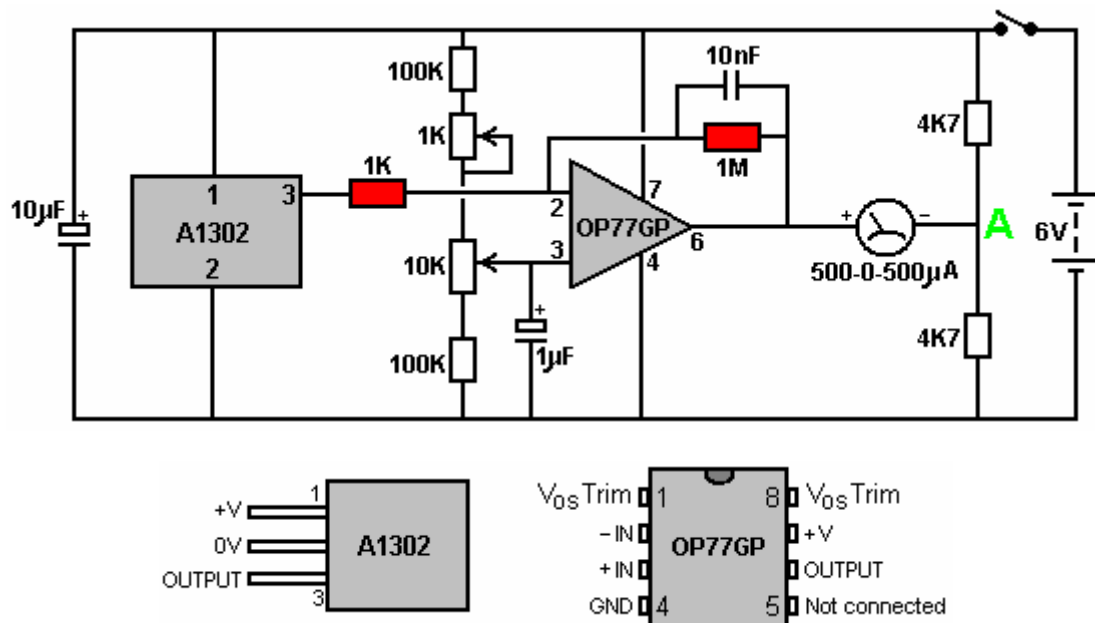 100K
10nF
1K
4K7
1K
1M
1
3
2
7
10µF
+
A1302
OP77GP
6
+
−
A
6V
2
10K
3
4
500-0-500µA
+
100K
1µF
4K7
1
+V
0V
A1302
OUTPUT
3
V0S Trim
1
8
V0S Trim
− IN
+V
OP77GP
+ IN
OUTPUT
GND
4
5
Not connected